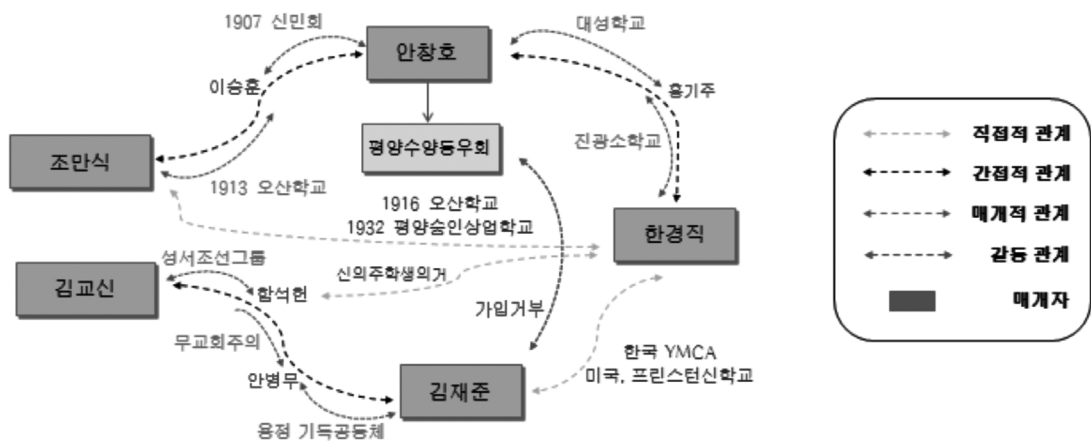 1907 신민회
대성학교
안창호
이승훈
홍기주
조만식
평양수양동우회
진광소학교
1913 오산학교
1916 오산학교
1932 평양숭인상업학교
한경직
성서조선그룹
신의주학생의거
김교신
함석헌
가입거부
무교회주의
한국 YMCA
미국, 프린스턴신학교
안병무
김재준
용정 기독공동체
직접적 관계
간접적 관계
매개적 관계
갈등 관계
매개자